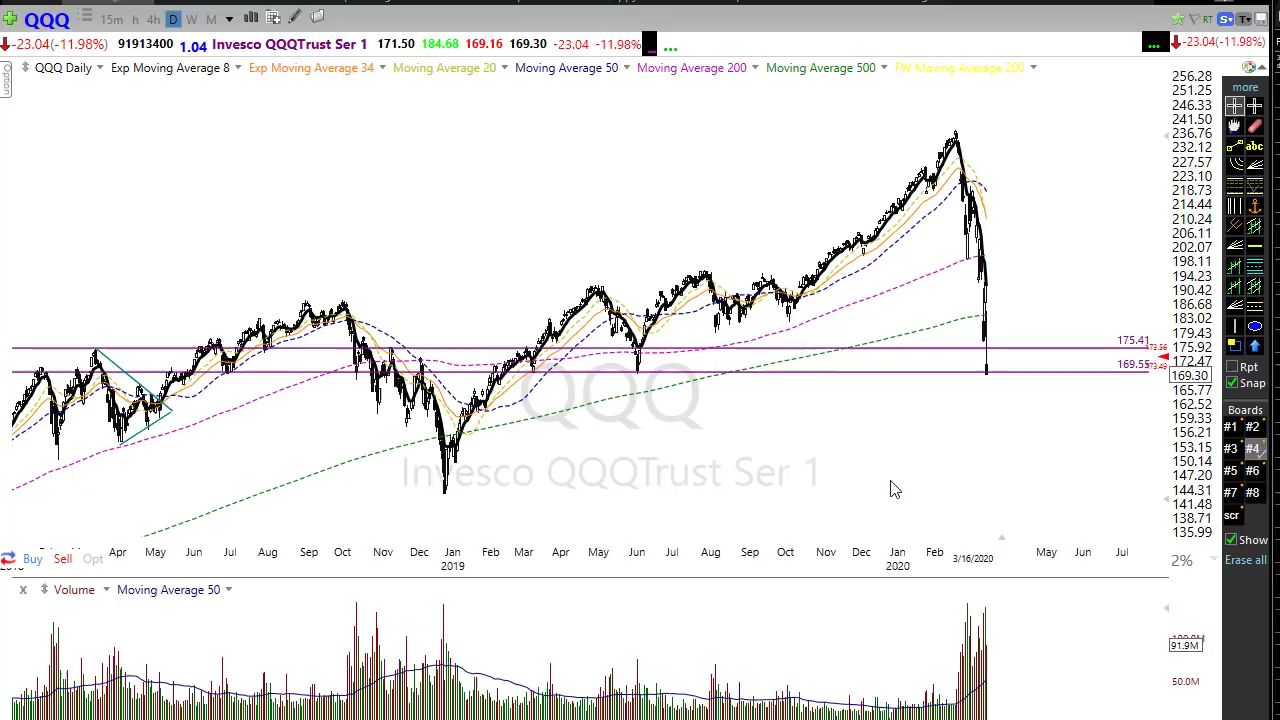 QQQ 15m h 4h D W M RT S T
-23.04(-11.98%) 91913400 1.04 Invesco QQQTrust Ser 1 171.50 184.68 169.16 169.30 -23.04 -11.98% -23.04(-11.98%)
QQQ Daily Exp Moving Average 8 Exp Moving Average 34 Moving Average 20 Moving Average 50 Moving Average 200 Moving Average 500 FW Moving Average 200
Option
256.28
251.25
246.33
241.50
236.76
232.12
227.57
223.10
218.73
214.44
210.24
206.11
202.07
198.11
194.23
190.42
186.68
183.02
179.43
175.92
172.47
169.30
165.77
162.52
159.33
156.21
153.15
150.14
147.20
144.31
141.48
138.71
135.99
175.41
169.55
QQQ
Invesco QQQTrust Ser 1
more
abc
Rpt
Snap
Boards
#1 #2
#3 #4
#5 #6
#7 #8
scr
Show
Erase all
Apr May Jun Jul Aug Sep Oct Nov Dec Jan Feb Mar Apr May Jun Jul Aug Sep Oct Nov Dec Jan Feb May Jun Jul
2019 2020 3/16/2020
Buy Sell Opt
2%
x Volume Moving Average 50
91.9M
50.0M